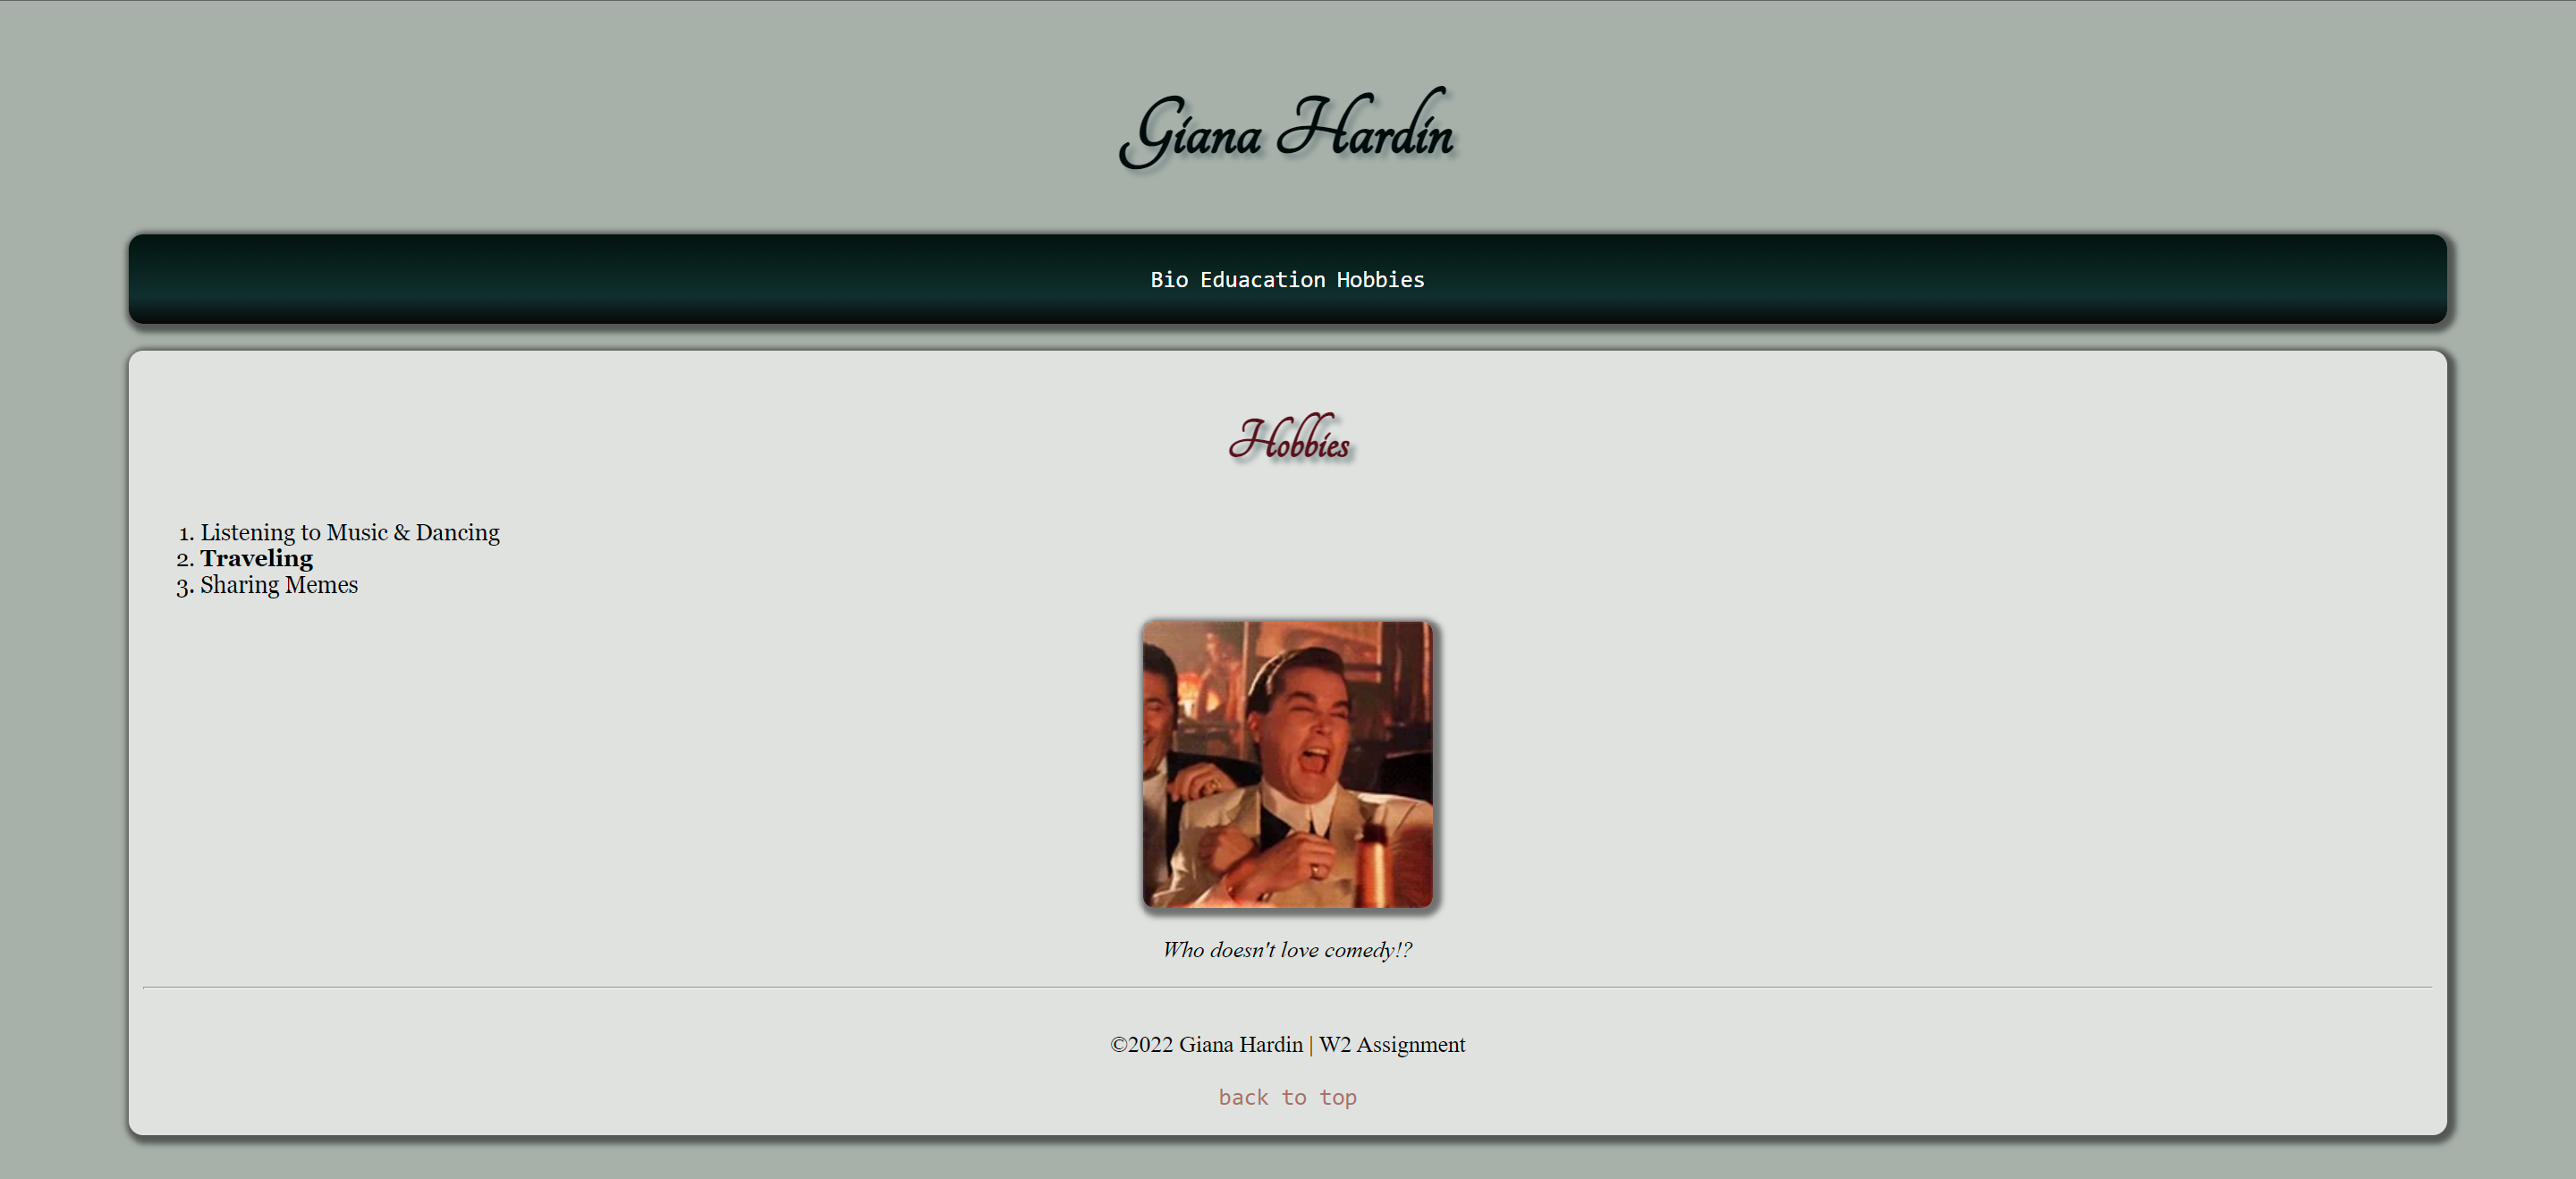 Giana Hardin
Bio Eduacation Hobbies
Hobbies
1. Listening to Music & Dancing
2. Traveling
3. Sharing Memes
Who doesn't love comedy!?
©2022 Giana Hardin | W2 Assignment
back to top